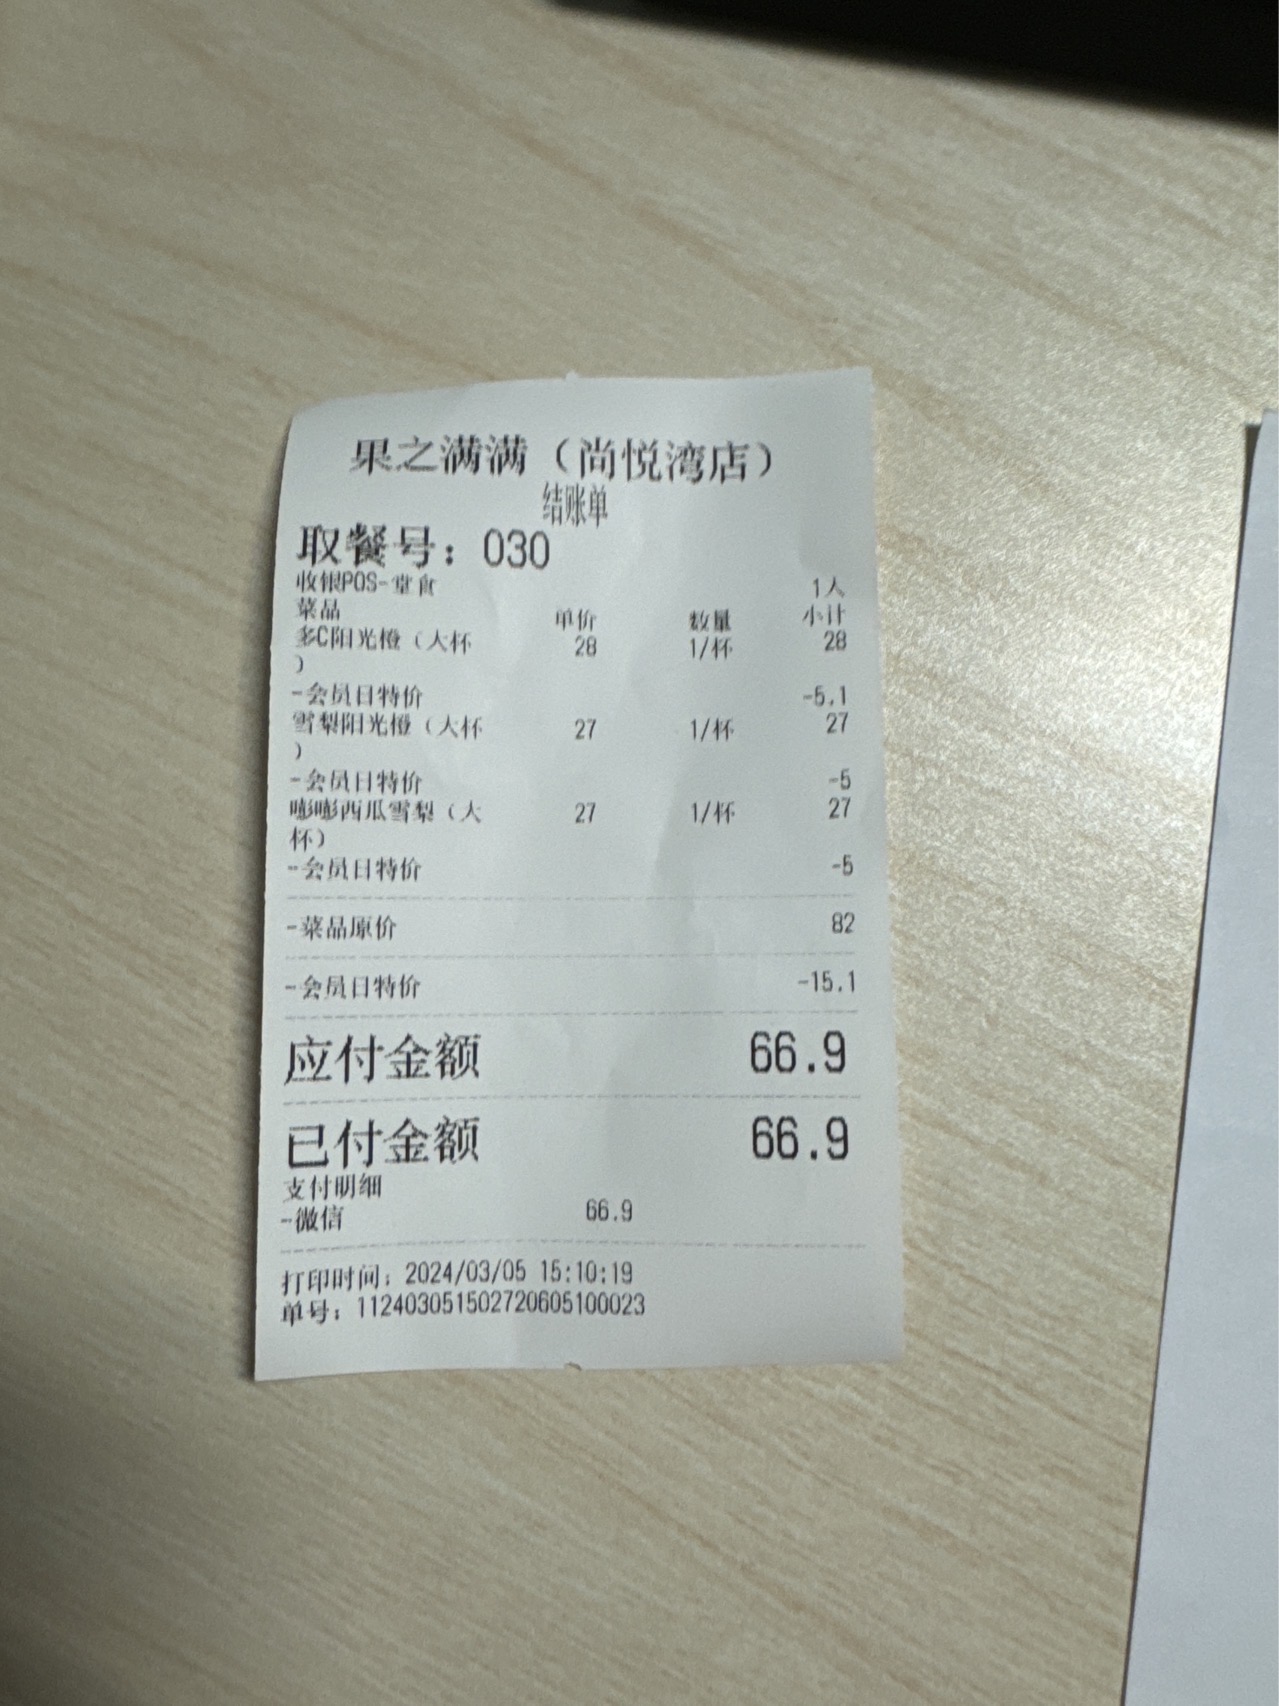 果之满满（尚悦湾店）
结账单
取餐号：030
收银POS-堂食 1人
菜品 单价 数量 小计
多C阳光橙（大杯 28 1/杯 28
）
-会员日特价 -5.1
雪梨阳光橙（大杯 27 1/杯 27
）
-会员日特价 -5
嘭嘭西瓜雪梨（大 27 1/杯 27
杯）
-会员日特价 -5
-菜品原价 82
-会员日特价 -15.1
应付金额 66.9
已付金额 66.9
支付明细
-微信 66.9
打印时间：2024/03/05 15:10:19
单号：112403051502720605100023